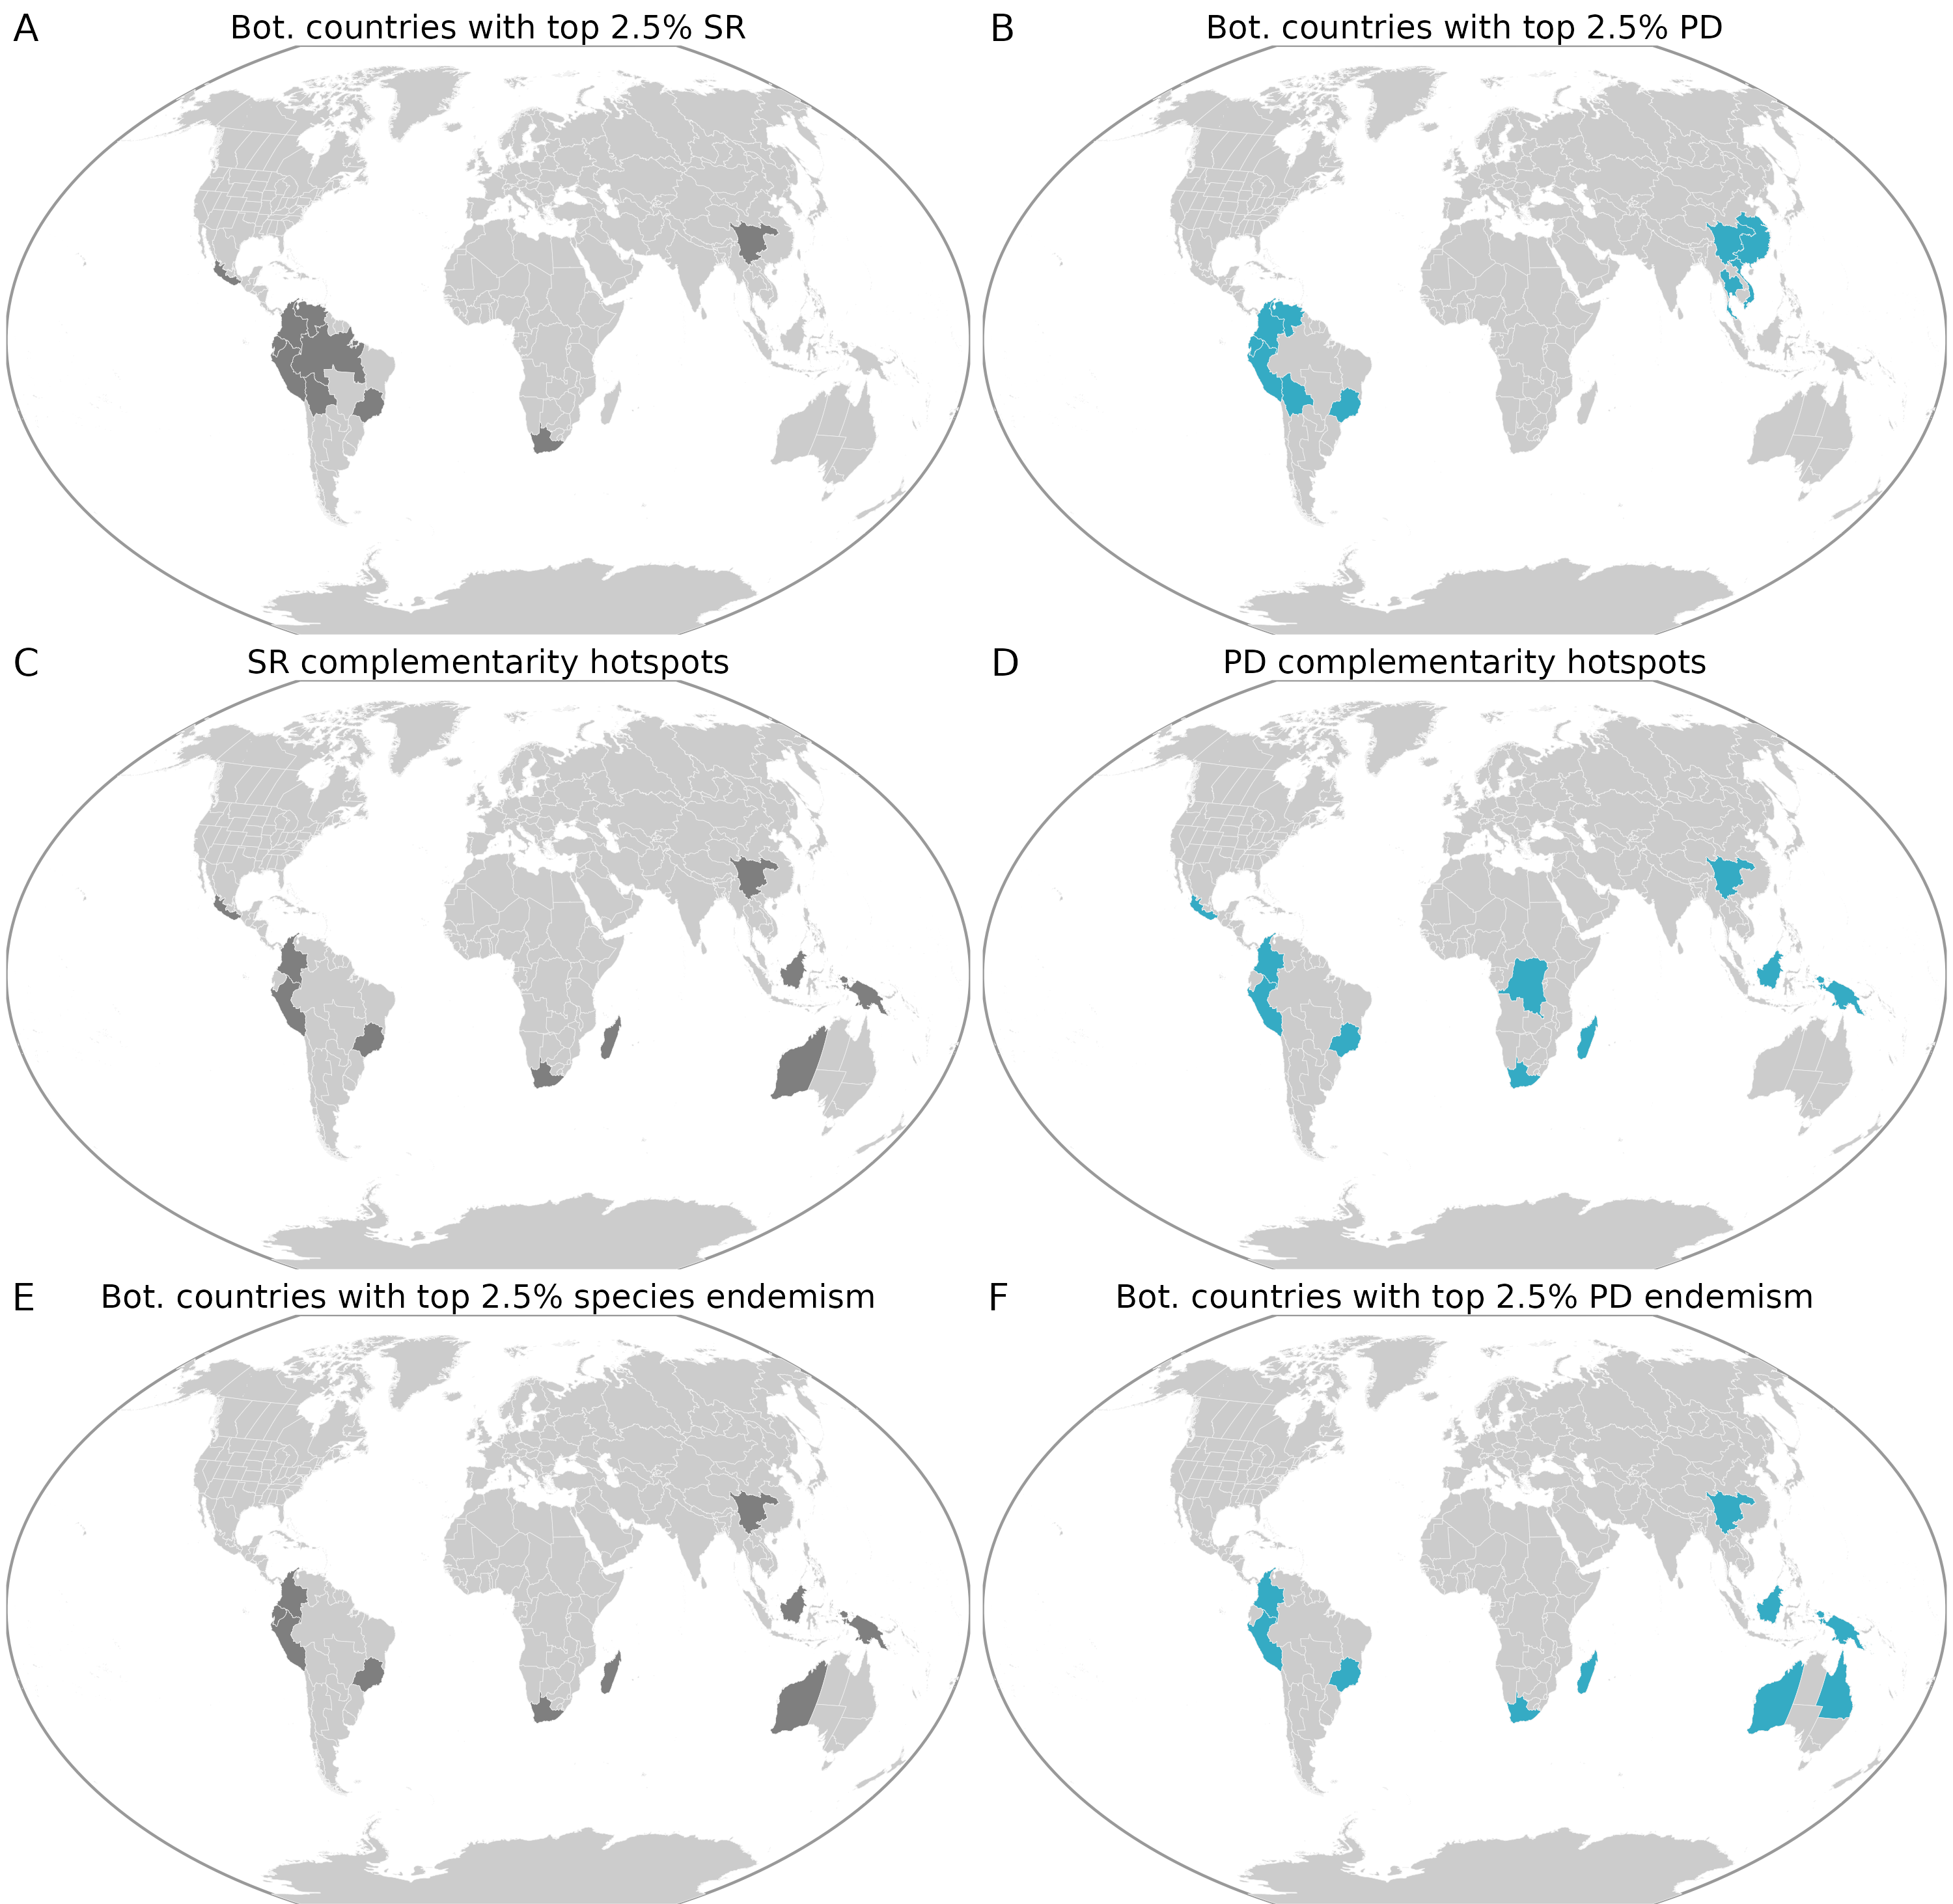 A
Bot. countries with top 2.5% SR
B
Bot. countries with top 2.5% PD
C
SR complementarity hotspots
D
PD complementarity hotspots
E
Bot. countries with top 2.5% species endemism
F
Bot. countries with top 2.5% PD endemism